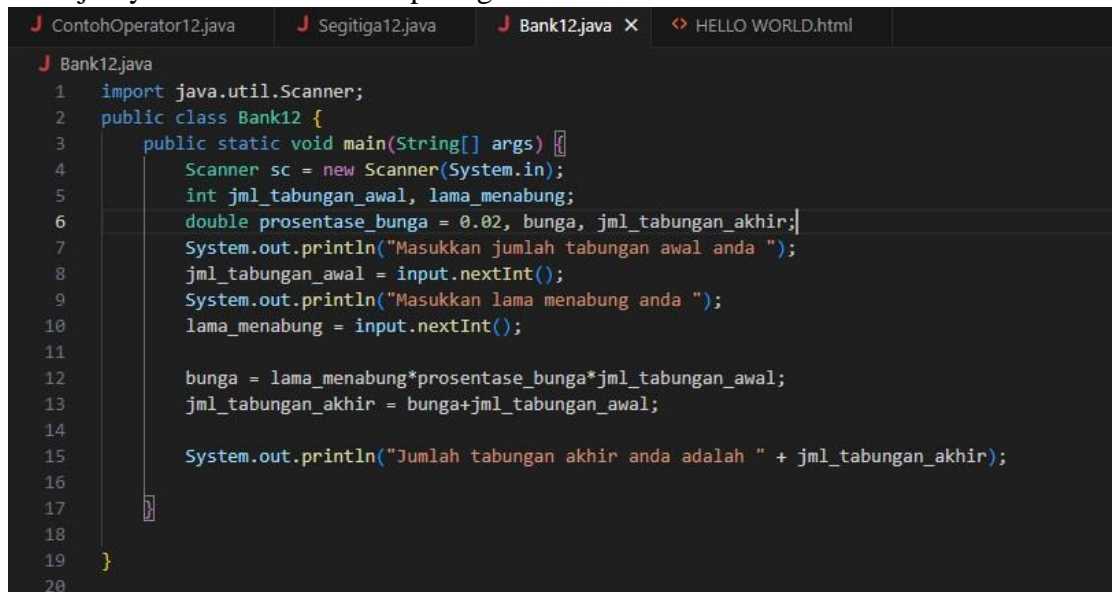 J ContohOperator12.java J Segitiga12.java J Bank12.java X <> HELLO WORLD.html
J Bank12.java
1 import java.util.Scanner;
2 public class Bank12 {
3     public static void main(String[] args) {
4         Scanner sc = new Scanner(System.in);
5         int jml_tabungan_awal, lama_menabung;
6         double prosentase_bunga = 0.02, bunga, jml_tabungan_akhir;
7         System.out.println("Masukkan jumlah tabungan awal anda ");
8         jml_tabungan_awal = input.nextInt();
9         System.out.println("Masukkan lama menabung anda ");
10         lama_menabung = input.nextInt();
11
12         bunga = lama_menabung*prosentase_bunga*jml_tabungan_awal;
13         jml_tabungan_akhir = bunga+jml_tabungan_awal;
14
15         System.out.println("Jumlah tabungan akhir anda adalah " + jml_tabungan_akhir);
16
17     }
18
19 }
20